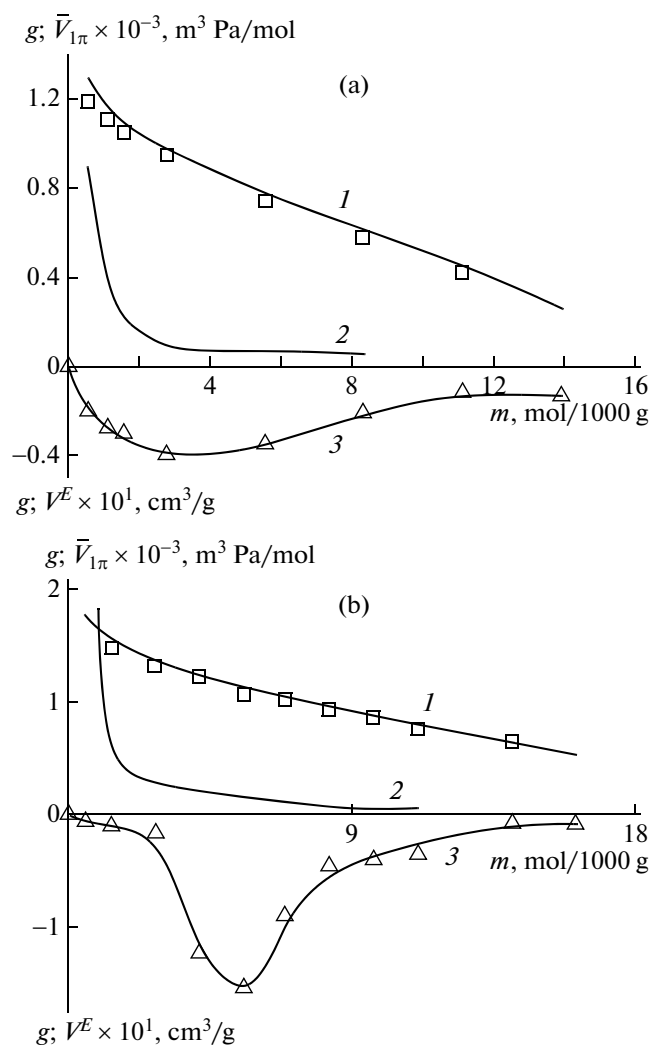 g; V̄₁π × 10⁻³, m³ Pa/mol
(a)
1.2
0.8
1
0.4
2
0
4
8
12
16
m, mol/1000 g
3
−0.4
g; Vᴱ × 10¹, cm³/g
g; V̄₁π × 10⁻³, m³ Pa/mol
2
(b)
1
1
2
0
9
18
3
m, mol/1000 g
−1
g; Vᴱ × 10¹, cm³/g